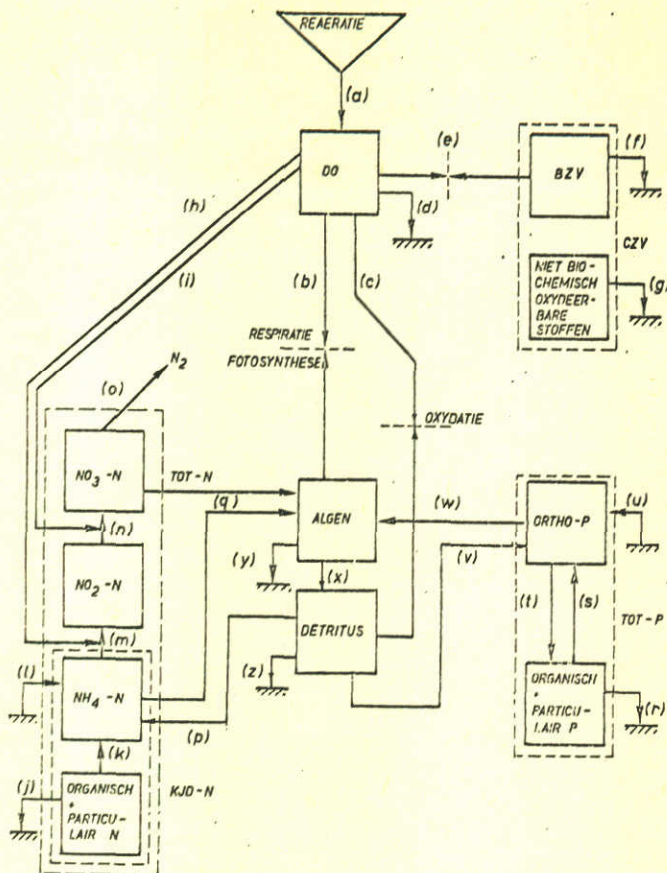 REAERATIE
(a)
(e)
DO
BZV
(f)
(d)
CZV
(h)
(i)
(b)
(c)
NIET BIO-
CHEMISCH
OXYDEER-
BARE
STOFFEN
(g)
RESPIRATIE
FOTOSYNTHESE
N2
(o)
OXYDATIE
NO3-N
TOT-N
(q)
ALGEN
(w)
ORTHO-P
(u)
(n)
(y)
(x)
(v)
NO2-N
(t)
(s)
TOT-P
(m)
DETRITUS
(l)
NH4-N
(z)
ORGANISCH
+
PARTICU-
LAIR P
(r)
(p)
(k)
(j)
ORGANISCH
+
PARTICU-
LAIR N
KJD-N